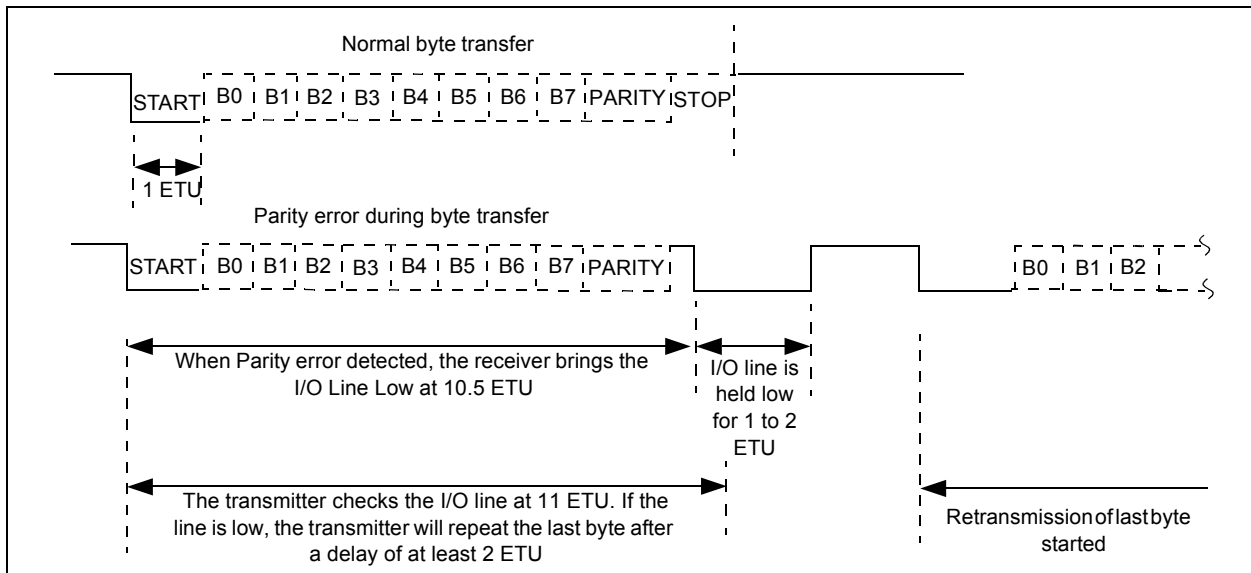 Normal byte transfer
START B0 B1 B2 B3 B4 B5 B6 B7 PARITY STOP
1 ETU
Parity error during byte transfer
START B0 B1 B2 B3 B4 B5 B6 B7 PARITY B0 B1 B2
When Parity error detected, the receiver brings the
I/O Line Low at 10.5 ETU
I/O line is
held low
for 1 to 2
ETU
The transmitter checks the I/O line at 11 ETU. If the
line is low, the transmitter will repeat the last byte after
a delay of at least 2 ETU
Retransmission of last byte
started